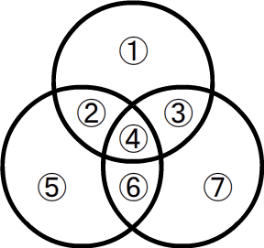 ①
② ③
④
⑤ ⑥ ⑦